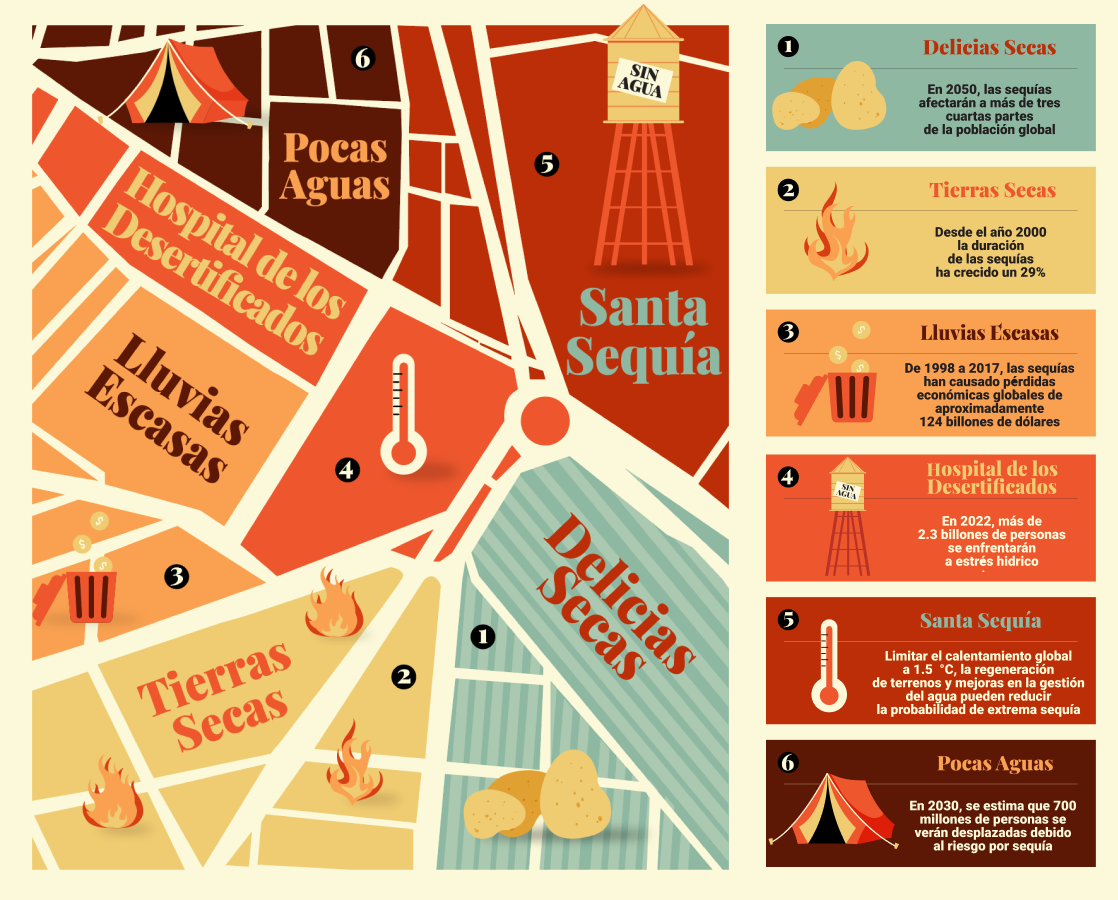 6
SIN
AGUA
Pocas
Aguas
5
Hospital de los
Desertificados
Santa
Sequía
Lluvias
Escasas
4
3
Delicias
Secas
1
Tierras
Secas
2
$
$
$
1
Delicias Secas
En 2050, las sequías
afectarán a más de tres
cuartas partes
de la población global
2
Tierras Secas
Desde el año 2000
la duración
de las sequías
ha crecido un 29%
3
Lluvias Escasas
$
$
$
De 1998 a 2017, las sequías
han causado pérdidas
económicas globales de
aproximadamente
124 billones de dólares
4
Hospital de los
Desertificados
SIN
AGUA
En 2022, más de
2.3 billones de personas
se enfrentarán
a estrés hidrico
5
Santa Sequía
Limitar el calentamiento global
a 1.5 °C, la regeneración
de terrenos y mejoras en la gestión
del agua pueden reducir
la probabilidad de extrema sequía
6
Pocas Aguas
En 2030, se estima que 700
millones de personas se
verán desplazadas debido
al riesgo por sequía